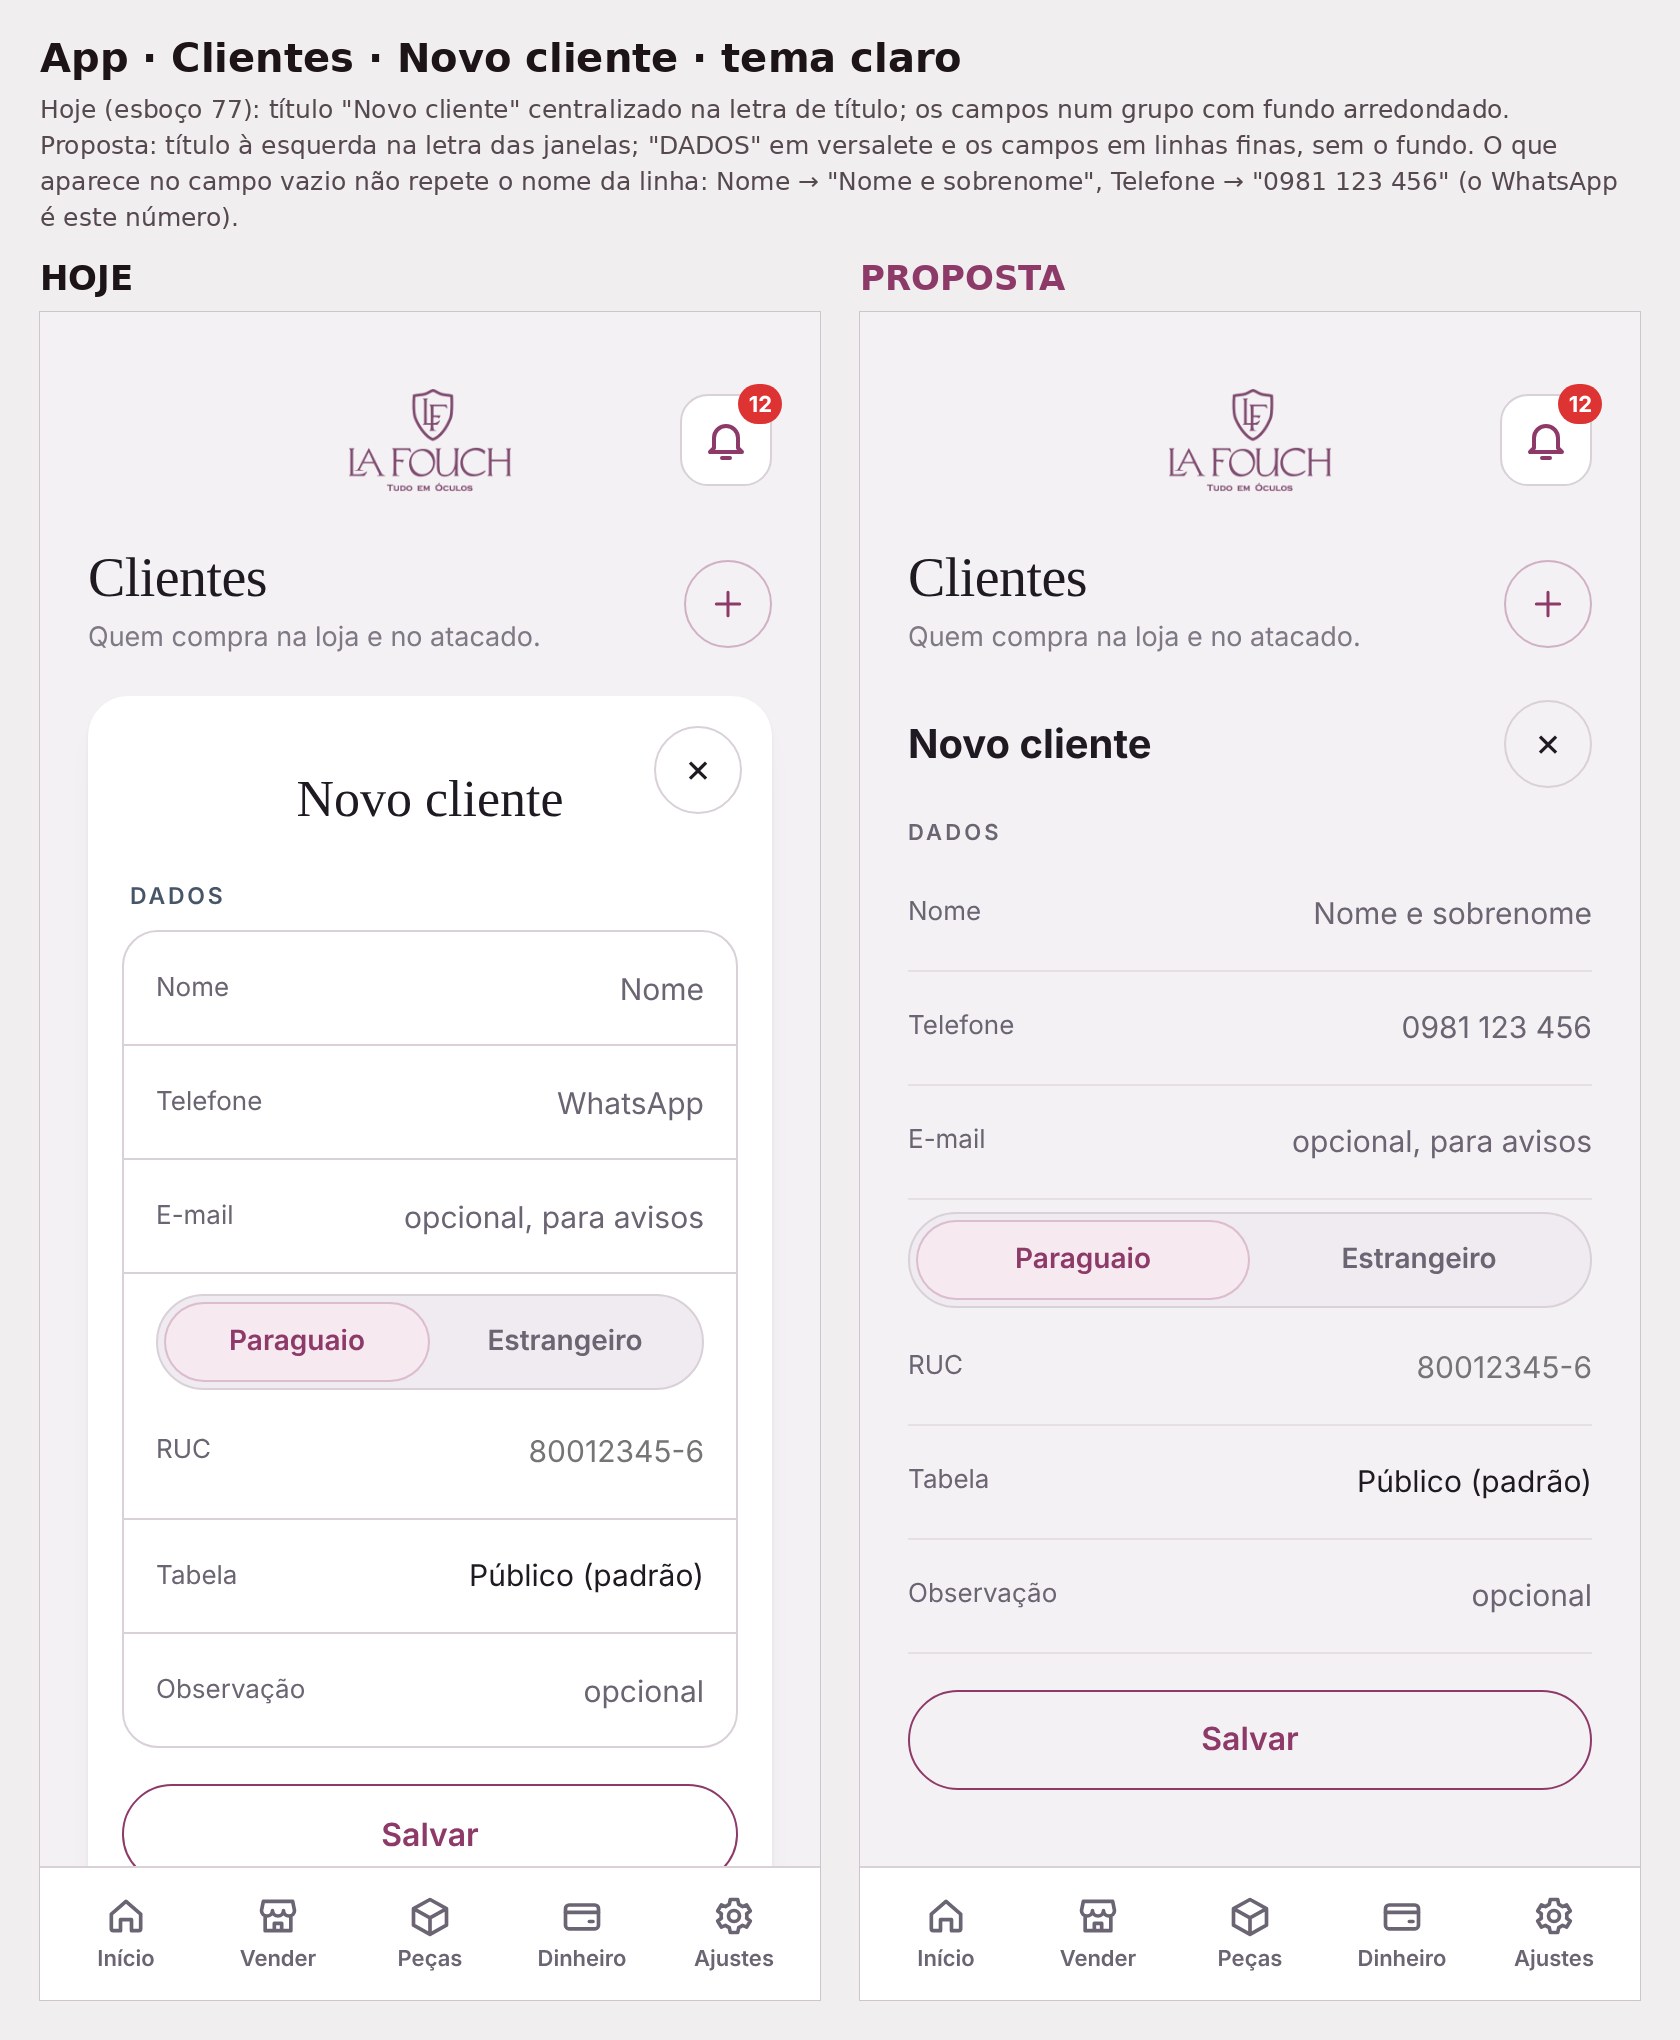 App · Clientes · Novo cliente · tema claro
Hoje (esboço 77): título "Novo cliente" centralizado na letra de título; os campos num grupo com fundo arredondado.
Proposta: título à esquerda na letra das janelas; "DADOS" em versalete e os campos em linhas finas, sem o fundo. O que
aparece no campo vazio não repete o nome da linha: Nome → "Nome e sobrenome", Telefone → "0981 123 456" (o WhatsApp
é este número).
HOJE
LF
LA FOUCH
TUDO EM ÓCULOS
12
Clientes
Quem compra na loja e no atacado.
Novo cliente
DADOS
Nome
Nome
Telefone
WhatsApp
E-mail
opcional, para avisos
Paraguaio
Estrangeiro
RUC
80012345-6
Tabela
Público (padrão)
Observação
opcional
Salvar
Início
Vender
Peças
Dinheiro
Ajustes
PROPOSTA
LF
LA FOUCH
TUDO EM ÓCULOS
12
Clientes
Quem compra na loja e no atacado.
Novo cliente
DADOS
Nome
Nome e sobrenome
Telefone
0981 123 456
E-mail
opcional, para avisos
Paraguaio
Estrangeiro
RUC
80012345-6
Tabela
Público (padrão)
Observação
opcional
Salvar
Início
Vender
Peças
Dinheiro
Ajustes